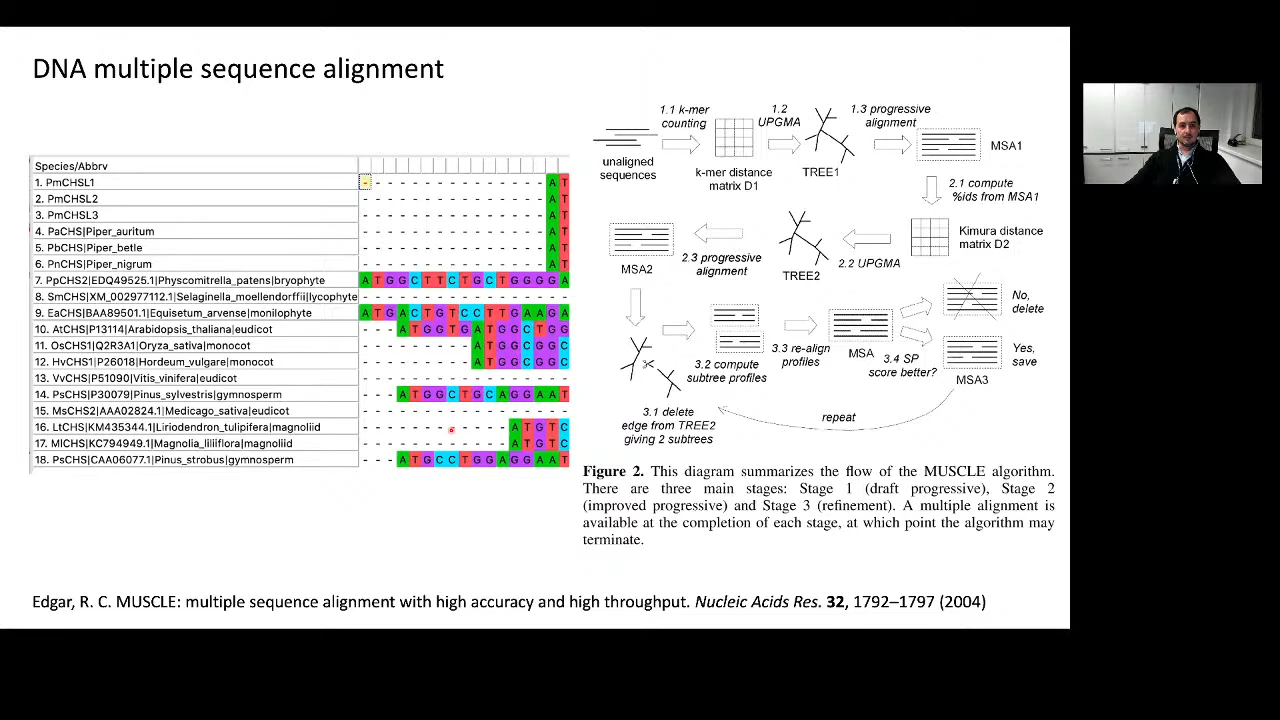 DNA multiple sequence alignment
Species/Abbrv
1. PmCHSL1 - - - - - - - - - - - - - - - A T
2. PmCHSL2 - - - - - - - - - - - - - - - A T
3. PmCHSL3 - - - - - - - - - - - - - - - A T
4. PaCHS|Piper_auritum - - - - - - - - - - - - - - - A T
5. PbCHS|Piper_betle - - - - - - - - - - - - - - - A T
6. PnCHS|Piper_nigrum - - - - - - - - - - - - - - - A T
7. PpCHS2|EDQ49525.1|Physcomitrella_patens|bryophyte A T G G C T T C T G C T G G G G A
8. SmCHS|XM_002977112.1|Selaginella_moellendorffii|lycophyte - - - - - - - - - - - - - - - - -
9. EaCHS|BAA89501.1|Equisetum_arvense|monilophyte A T G A C T G T C C T T G A A G A
10. AtCHS|P13114|Arabidopsis_thaliana|eudicot - - - A T G G T G A T G G C T G G
11. OsCHS1|Q2R3A1|Oryza_sativa|monocot - - - - - - - - - A T G G C G G C
12. HvCHS1|P26018|Hordeum_vulgare|monocot - - - - - - - - - A T G G C G G C
13. VvCHS|P51090|Vitis_vinifera|eudicot - - - - - - - - - - - - - - - - -
14. PsCHS|P30079|Pinus_sylvestris|gymnosperm - - - A T G G C T G C A G G A A T
15. MsCHS2|AAA02824.1|Medicago_sativa|eudicot - - - - - - - - - - - - - - - - -
16. LtCHS|KM435344.1|Liriodendron_tulipifera|magnoliid - - - - - - - - - - - - A T G T C
17. MlCHS|KC794949.1|Magnolia_liliiflora|magnoliid - - - - - - - - - - - - A T G T C
18. PsCHS|CAA06077.1|Pinus_strobus|gymnosperm - - - A T G C C T G G A G G A A T
unaligned
sequences
1.1 k-mer
counting
k-mer distance
matrix D1
1.2
UPGMA
TREE1
1.3 progressive
alignment
MSA1
2.1 compute
%ids from MSA1
Kimura distance
matrix D2
2.2 UPGMA
TREE2
2.3 progressive
alignment
MSA2
3.1 delete
edge from TREE2
giving 2 subtrees
3.2 compute
subtree profiles
3.3 re-align
profiles
MSA
3.4 SP
score better?
No,
delete
Yes,
save
MSA3
repeat
Figure 2. This diagram summarizes the flow of the MUSCLE algorithm.
There are three main stages: Stage 1 (draft progressive), Stage 2
(improved progressive) and Stage 3 (refinement). A multiple alignment is
available at the completion of each stage, at which point the algorithm may
terminate.
Edgar, R. C. MUSCLE: multiple sequence alignment with high accuracy and high throughput. Nucleic Acids Res. 32, 1792–1797 (2004)